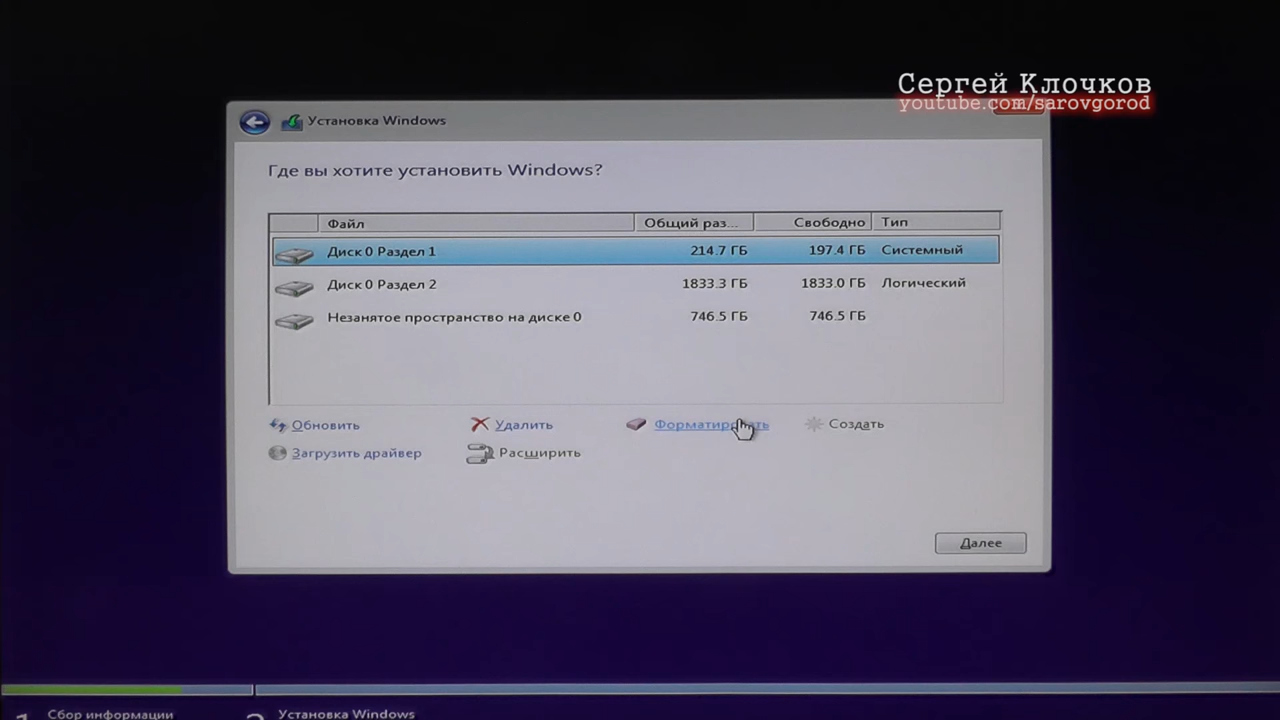 Сергей Клочков
youtube.com/sarovgorod
Установка Windows
Где вы хотите установить Windows?
Файл Общий раз... Свободно Тип
Диск 0 Раздел 1 214.7 ГБ 197.4 ГБ Системный
Диск 0 Раздел 2 1833.3 ГБ 1833.0 ГБ Логический
Незанятое пространство на диске 0 746.5 ГБ 746.5 ГБ
Обновить Удалить Форматировать Создать
Загрузить драйвер Расширить
Далее
1 Сбор информации 2 Установка Windows